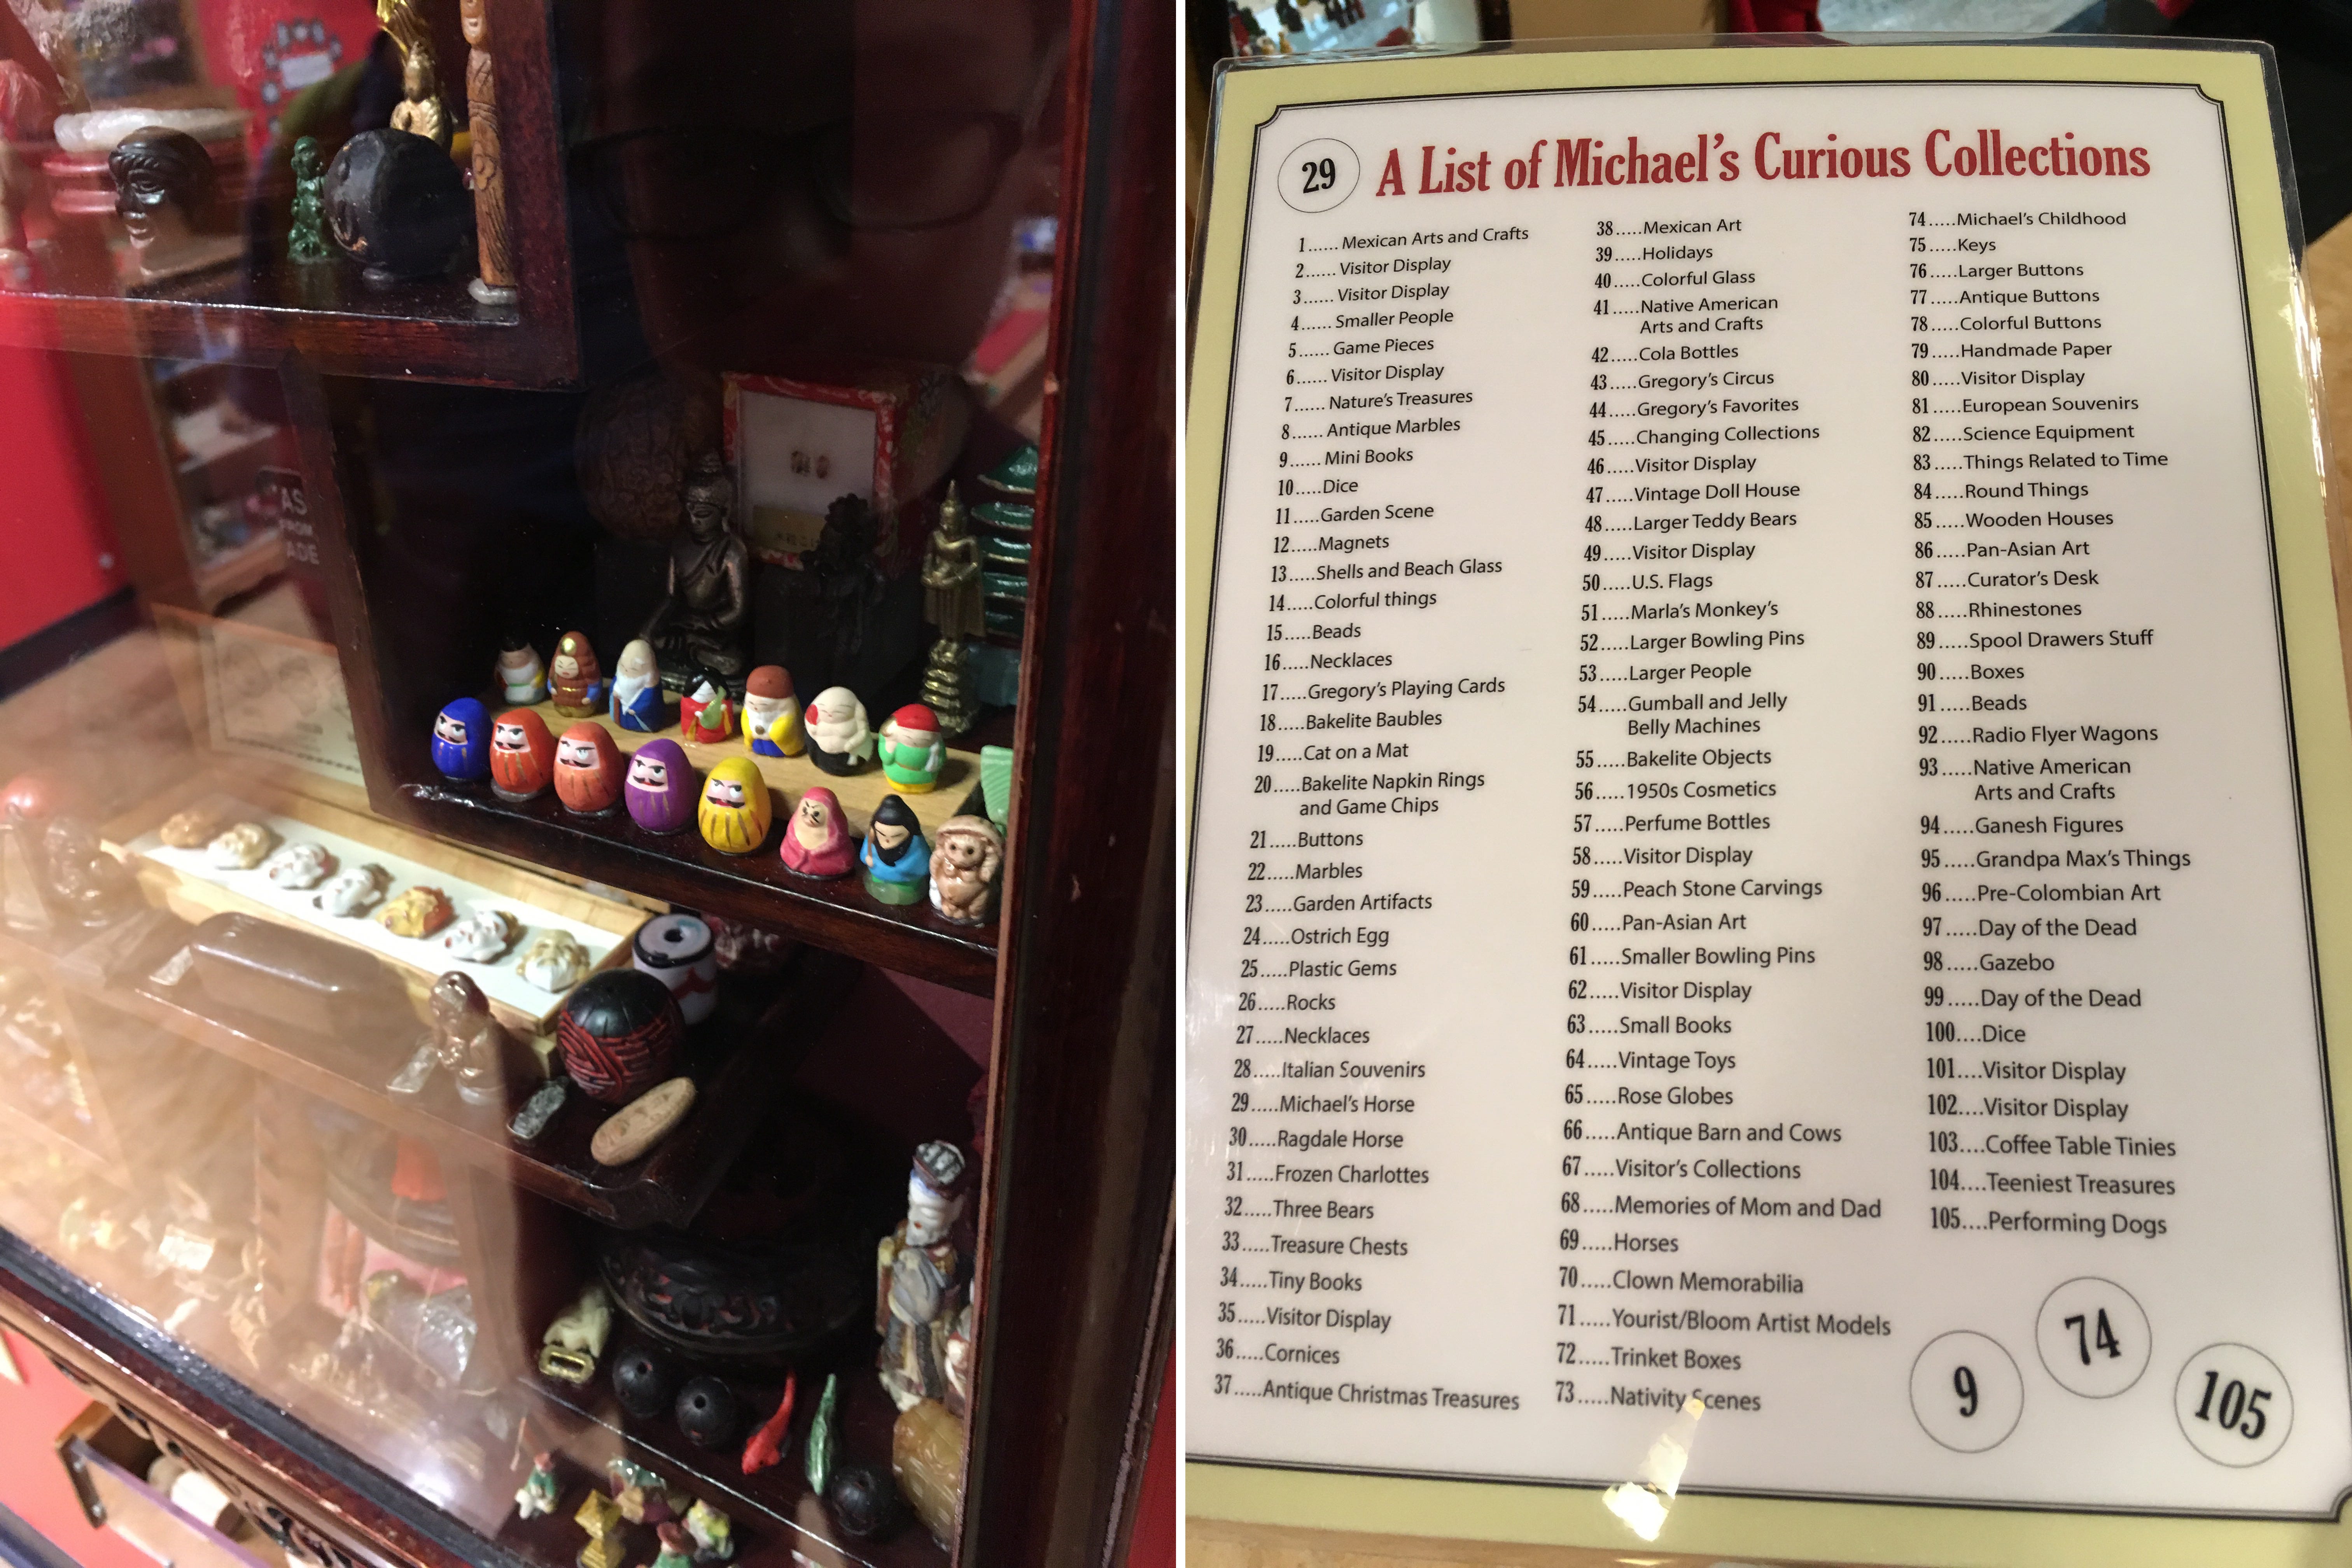 'AS
FROM
ADE
29
A List of Michael's Curious Collections
1...... Mexican Arts and Crafts
2...... Visitor Display
3...... Visitor Display
4...... Smaller People
5...... Game Pieces
6...... Visitor Display
7...... Nature's Treasures
8...... Antique Marbles
9...... Mini Books
10.....Dice
11.....Garden Scene
12.....Magnets
13.....Shells and Beach Glass
14.....Colorful things
15.....Beads
16.....Necklaces
17.....Gregory's Playing Cards
18.....Bakelite Baubles
19.....Cat on a Mat
20.....Bakelite Napkin Rings
and Game Chips
21.....Buttons
22.....Marbles
23.....Garden Artifacts
24.....Ostrich Egg
25.....Plastic Gems
26.....Rocks
27.....Necklaces
28.....Italian Souvenirs
29.....Michael's Horse
30.....Ragdale Horse
31.....Frozen Charlottes
32.....Three Bears
33.....Treasure Chests
34.....Tiny Books
35.....Visitor Display
36.....Cornices
37.....Antique Christmas Treasures
38.....Mexican Art
39.....Holidays
40.....Colorful Glass
41.....Native American
Arts and Crafts
42.....Cola Bottles
43.....Gregory's Circus
44.....Gregory's Favorites
45.....Changing Collections
46.....Visitor Display
47.....Vintage Doll House
48.....Larger Teddy Bears
49.....Visitor Display
50.....U.S. Flags
51.....Marla's Monkey's
52.....Larger Bowling Pins
53.....Larger People
54.....Gumball and Jelly
Belly Machines
55.....Bakelite Objects
56.....1950s Cosmetics
57.....Perfume Bottles
58.....Visitor Display
59.....Peach Stone Carvings
60.....Pan-Asian Art
61.....Smaller Bowling Pins
62.....Visitor Display
63.....Small Books
64.....Vintage Toys
65.....Rose Globes
66.....Antique Barn and Cows
67.....Visitor's Collections
68.....Memories of Mom and Dad
69.....Horses
70.....Clown Memorabilia
71.....Yourist/Bloom Artist Models
72.....Trinket Boxes
73.....Nativity Scenes
74.....Michael's Childhood
75.....Keys
76.....Larger Buttons
77.....Antique Buttons
78.....Colorful Buttons
79.....Handmade Paper
80.....Visitor Display
81.....European Souvenirs
82.....Science Equipment
83.....Things Related to Time
84.....Round Things
85.....Wooden Houses
86.....Pan-Asian Art
87.....Curator's Desk
88.....Rhinestones
89.....Spool Drawers Stuff
90.....Boxes
91.....Beads
92.....Radio Flyer Wagons
93.....Native American
Arts and Crafts
94.....Ganesh Figures
95.....Grandpa Max's Things
96.....Pre-Colombian Art
97.....Day of the Dead
98.....Gazebo
99.....Day of the Dead
100....Dice
101....Visitor Display
102....Visitor Display
103....Coffee Table Tinies
104....Teeniest Treasures
105....Performing Dogs
9
74
105